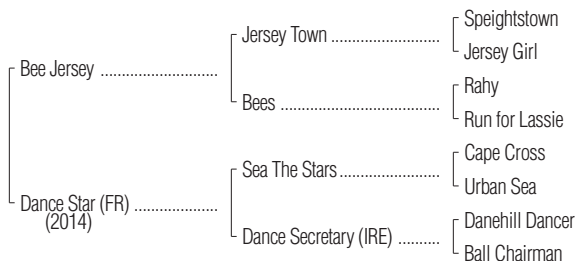 Speightstown
Jersey Town ........................
Jersey Girl
Bee Jersey ..........................
Rahy
Bees ...................................
Run for Lassie
Cape Cross
Sea The Stars ......................
Urban Sea
Dance Star (FR) ..................
(2014)
Danehill Dancer
Dance Secretary (IRE) .........
Ball Chairman